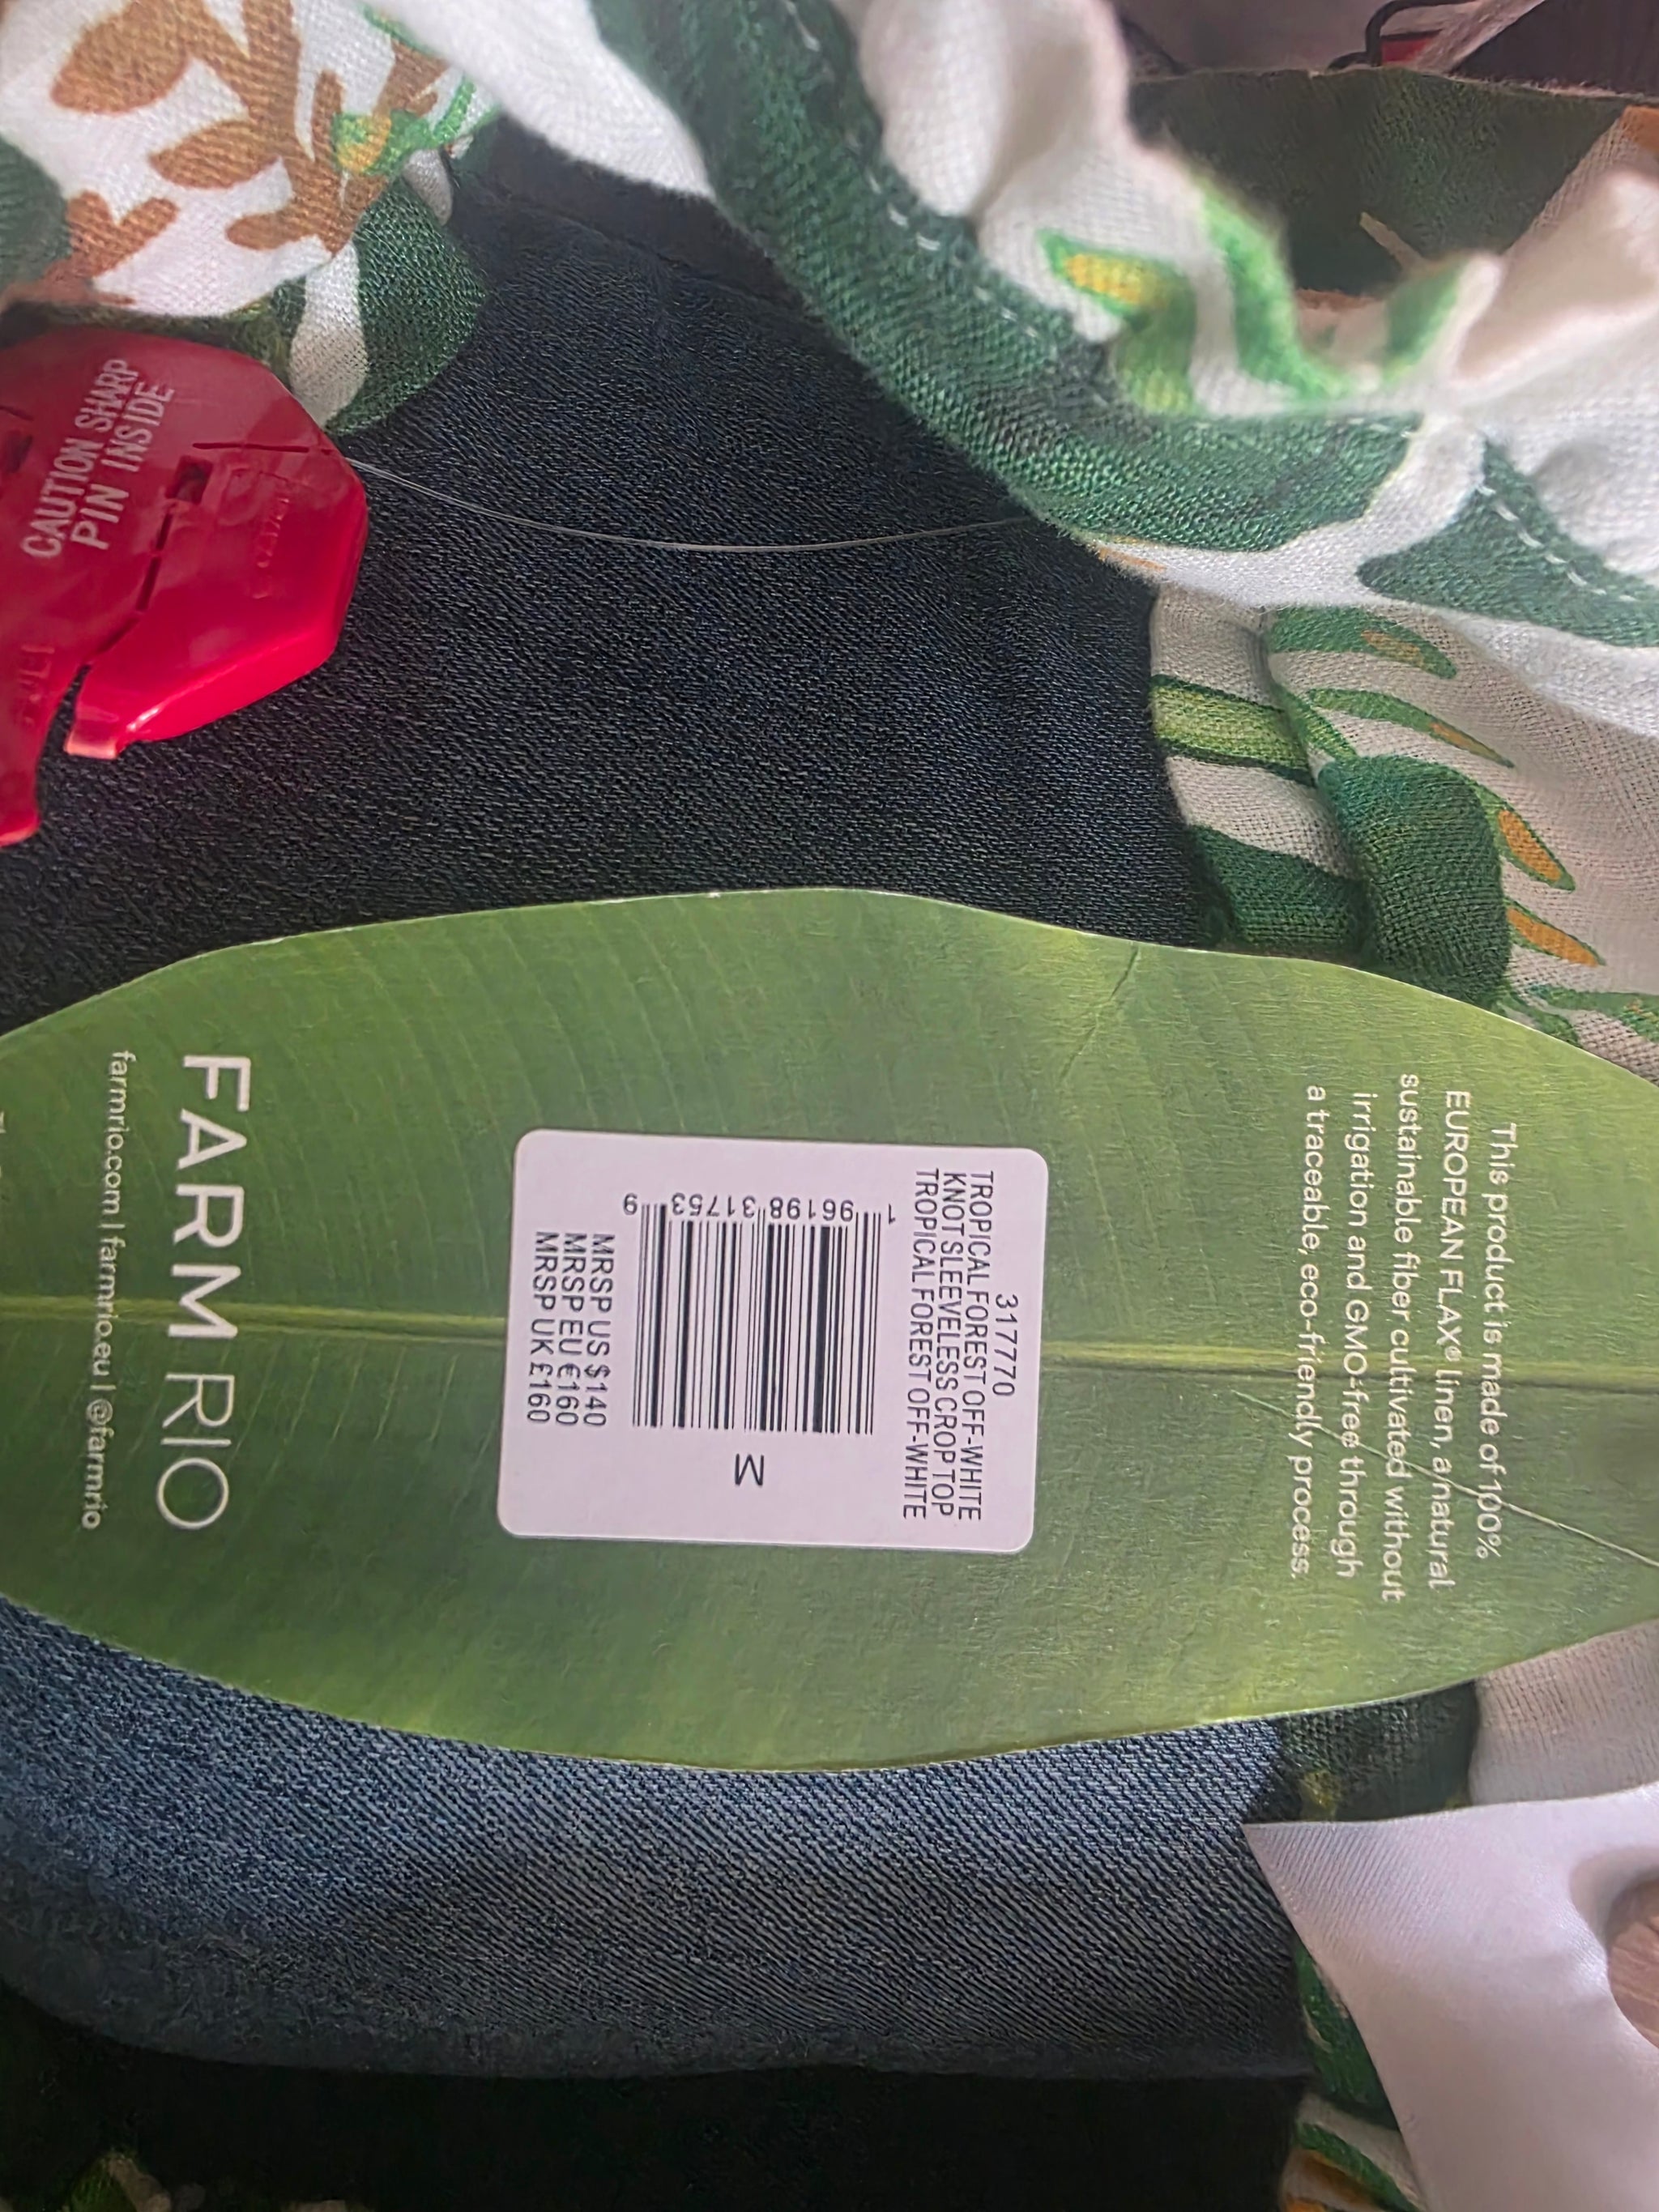 CAUTION SHARP
PIN INSIDE
This product is made of 100%
EUROPEAN FLAX® linen, a natural
sustainable fiber cultivated without
irrigation and GMO-free through
a traceable, eco-friendly process.
317770
TROPICAL FOREST OFF-WHITE
KNOT SLEEVELESS CROP TOP
TROPICAL FOREST OFF-WHITE
M
1 96198 31753 9
MRSP US $140
MRSP EU €160
MRSP UK £160
FARM RIO
farmrio.com | farmrio.eu | @farmrio